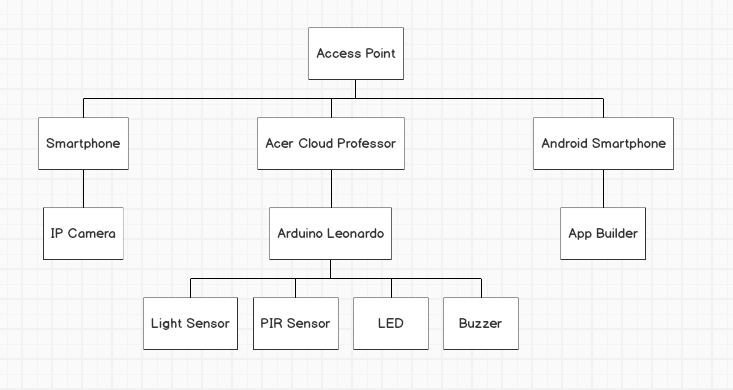 Access Point
Smartphone
Acer Cloud Professor
Android Smartphone
IP Camera
Arduino Leonardo
App Builder
Light Sensor
PIR Sensor
LED
Buzzer